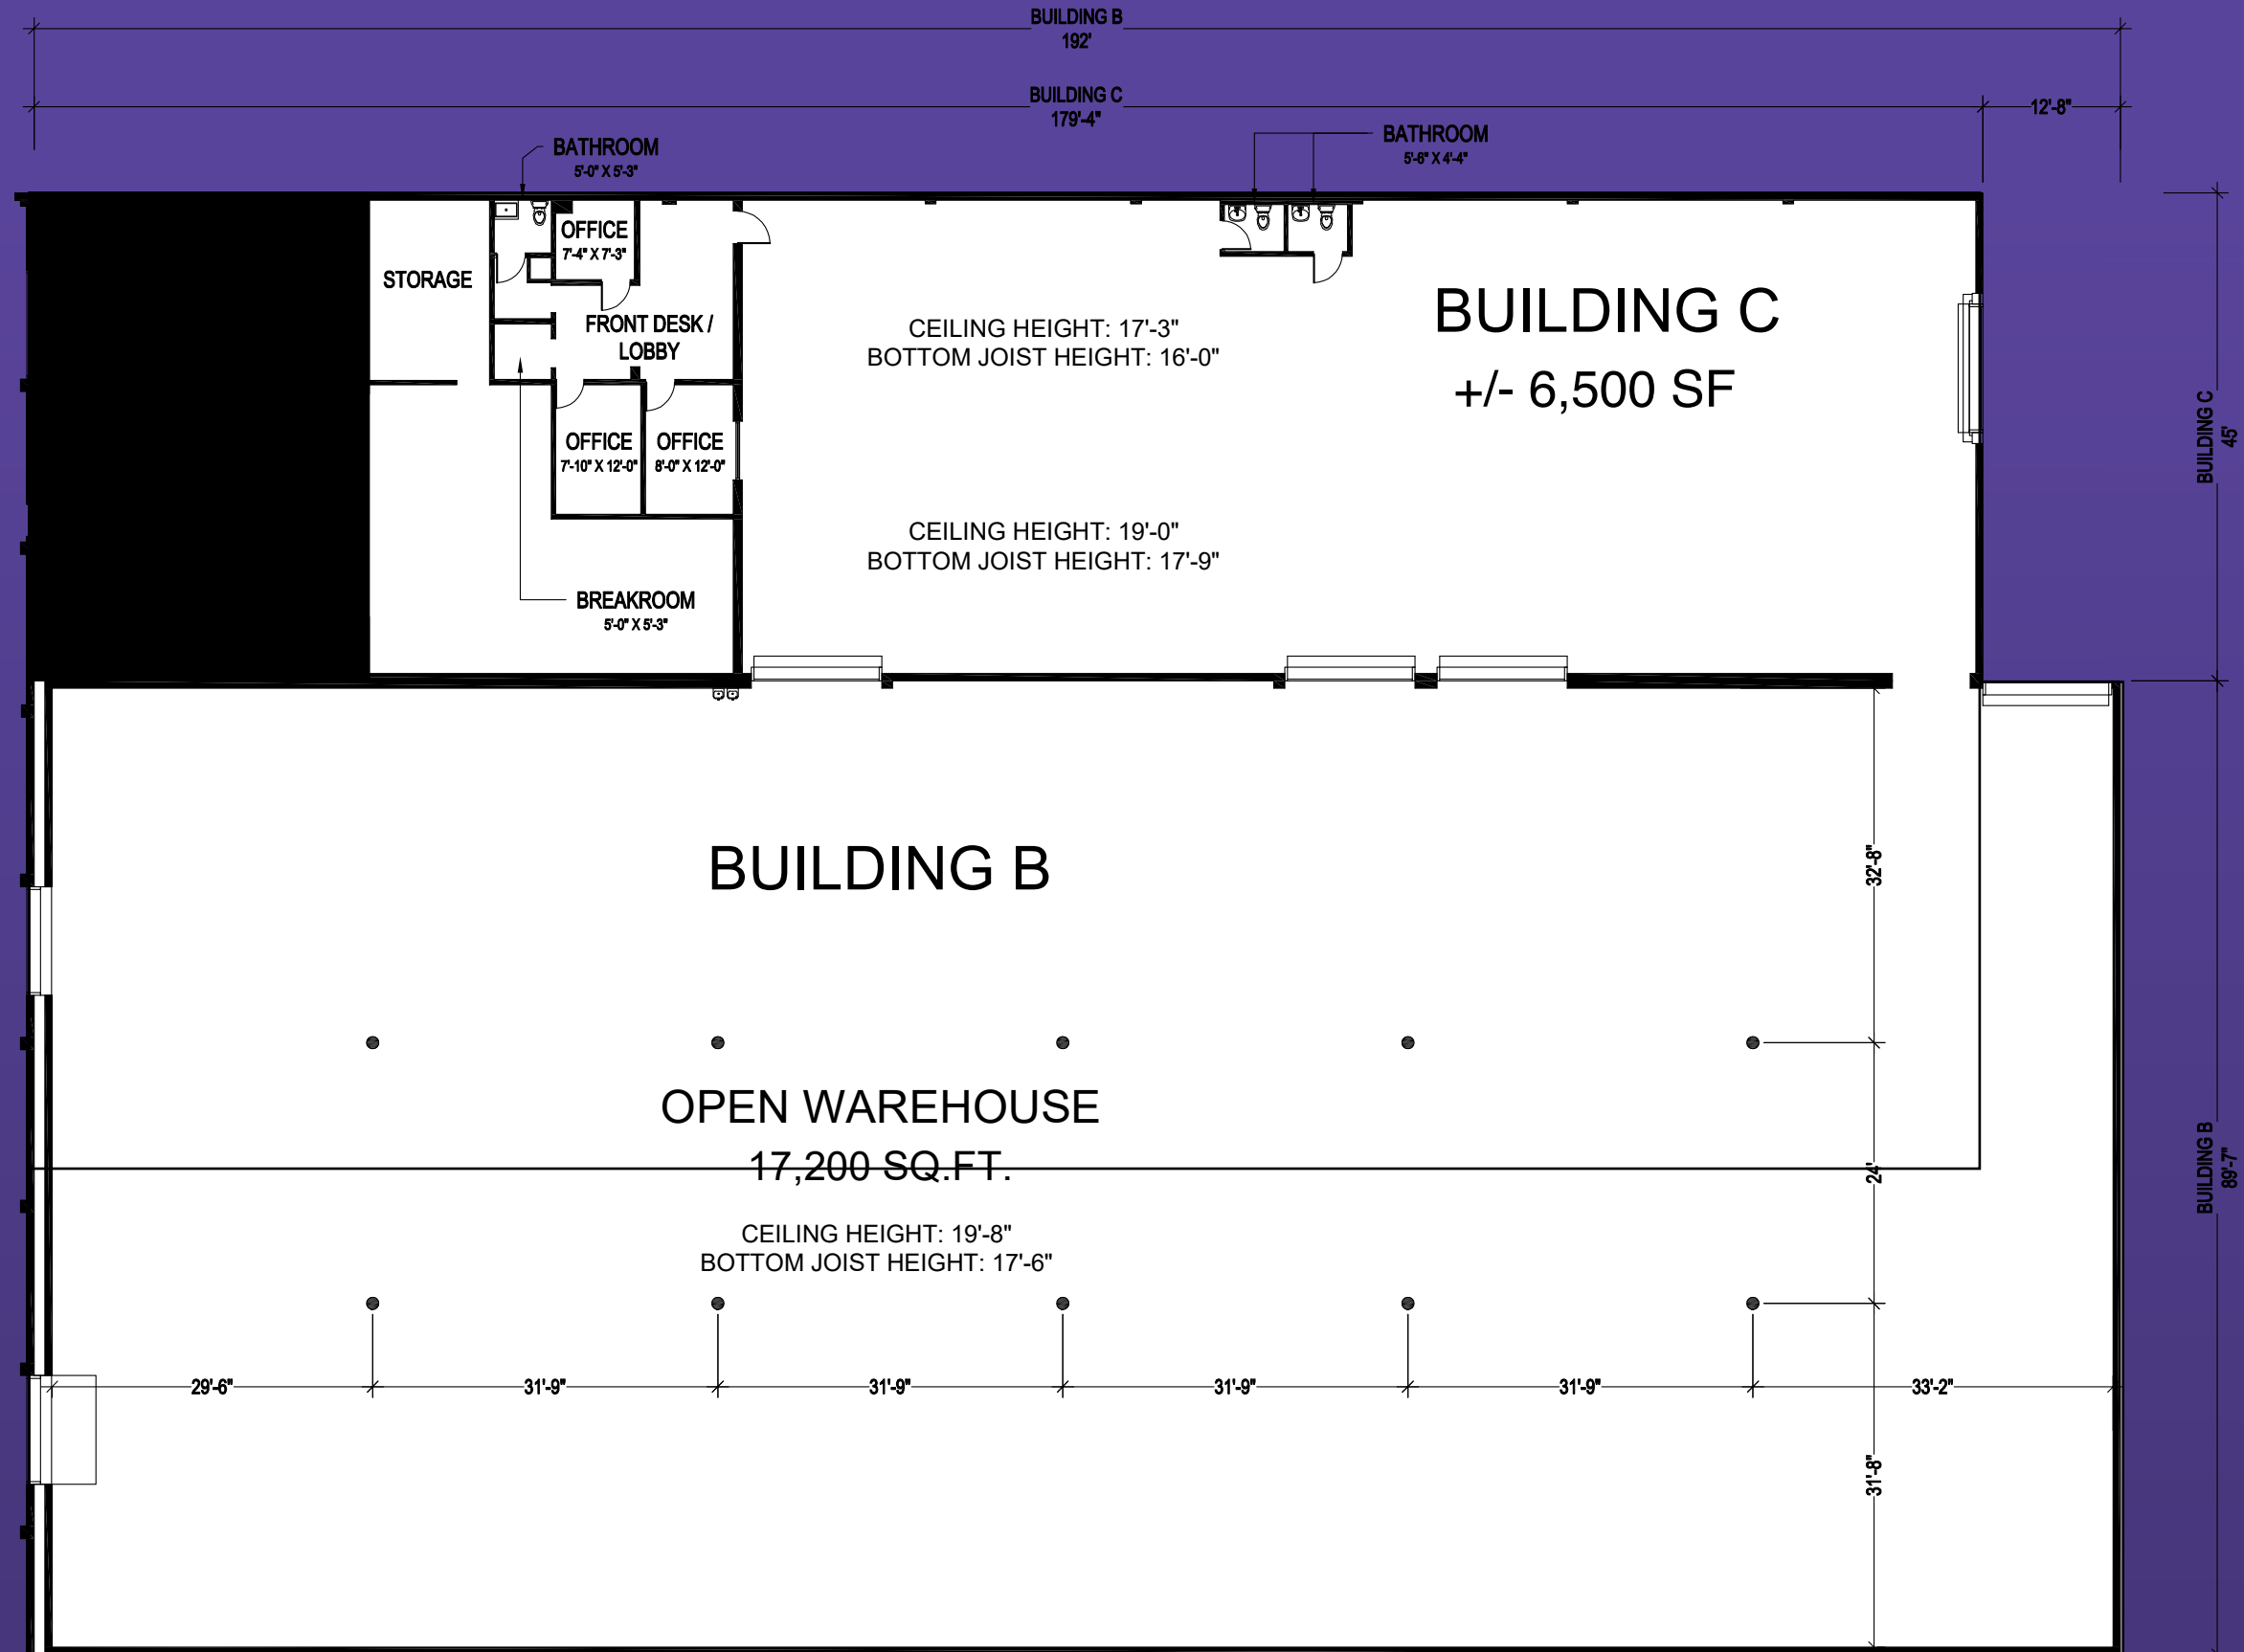 BUILDING B
192'
BUILDING C
179'-4"
12'-8"
BATHROOM
5'-0" X 5'-3"
BATHROOM
5'-6" X 4'-4"
OFFICE
7'-4" X 7'-3"
STORAGE
FRONT DESK /
LOBBY
CEILING HEIGHT: 17'-3"
BOTTOM JOIST HEIGHT: 16'-0"
BUILDING C
+/- 6,500 SF
BUILDING C
45'
OFFICE
7'-10" X 12'-0"
OFFICE
8'-0" X 12'-0"
CEILING HEIGHT: 19'-0"
BOTTOM JOIST HEIGHT: 17'-9"
BREAKROOM
5'-0" X 5'-3"
BUILDING B
32'-8"
OPEN WAREHOUSE
17,200 SQ.FT.
24'
BUILDING B
89'-7"
CEILING HEIGHT: 19'-8"
BOTTOM JOIST HEIGHT: 17'-6"
29'-6"
31'-9"
31'-9"
31'-9"
31'-9"
33'-2"
31'-8"